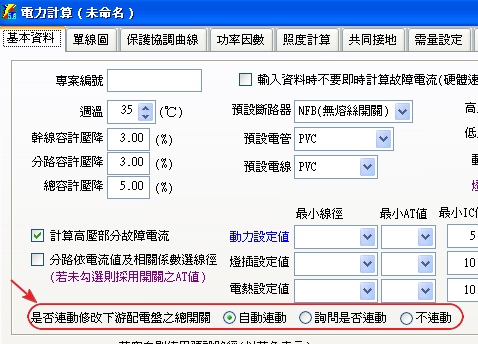 電力計算 ( 未命名 )
基本資料 單線圖 保護協調曲線 功率因數 照度計算 共同接地 需量設定
專案編號 輸入資料時不要即時計算故障電流(硬體速
週溫 35 (℃) 預設斷路器 NFB(無熔絲開關) 高
幹線容許壓降 3.00 (%) 預設電管 PVC 低
分路容許壓降 3.00 (%) 預設電線 PVC
總容許壓降 5.00 (%)
最小線徑 最小AT值 最小IC值
計算高壓部分故障電流 動力設定值 5
分路依電流值及相關係數選線徑 燈插設定值 10
(若未勾選則採用開關之AT值) 電熱設定值 10
是否連動修改下游配電盤之總開關 自動連動 詢問是否連動 不連動